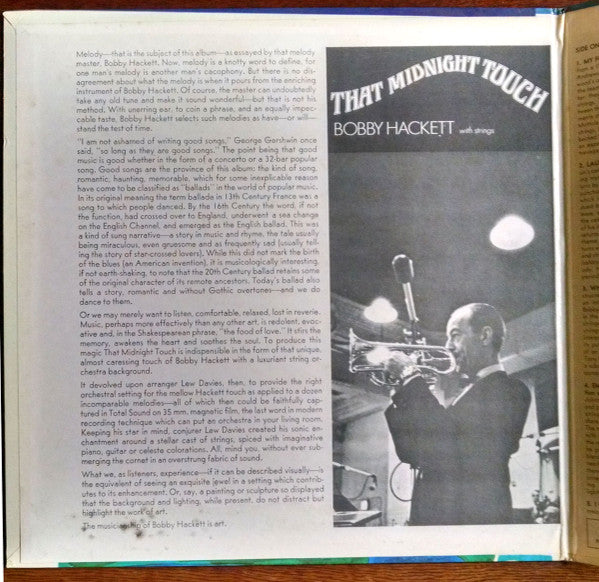 Melody—that is the subject of this album—as essayed by that melody
master, Bobby Hackett. Now, melody is a knotty word to define, for
one man's melody is another man's cacophony. But there is no dis-
agreement about what the melody is when it pours from the enriching
instrument of Bobby Hackett. Of course, the master can undoubtedly
take any old tune and make it sound wonderful—but that is not his
method. With unerring ear, to coin a phrase, and an equally impec-
cable taste, Bobby Hackett selects such melodies as have—or will—
stand the test of time.
"I am not ashamed of writing good songs," George Gershwin once
said, "so long as they are good songs." The point being that good
music is good whether in the form of a concerto or a 32-bar popular
song. Good songs are the province of this album; the kind of song,
romantic, haunting, memorable, which for some inexplicable reason
have come to be classified as "ballads" in the world of popular music.
In its original meaning the term ballade in 13th Century France was a
song to which people danced. By the 16th Century the word, if not
the function, had crossed over to England, underwent a sea change
on the English Channel, and emerged as the English ballad. This was
a kind of sung narrative—a story in music and rhyme, the tale usually
being miraculous, even gruesome and as frequently sad (usually tell-
ing the story of star-crossed lovers). While this did not mark the birth
of the blues (an American invention), it is musicologically interesting,
if not earth-shaking, to note that the 20th Century ballad retains some
of the original character of its remote ancestors. Today's ballad also
tells a story, romantic and without Gothic overtones—and we do
dance to them.
Or we may merely want to listen, comfortable, relaxed, lost in reverie.
Music, perhaps more effectively than any other art, is redolent, evoc-
ative and, in the Shakespearean phrase, "the food of love." It stirs the
memory, awakens the heart and soothes the soul. To produce this
magic That Midnight Touch is indispensible in the form of that unique,
almost caressing touch of Bobby Hackett with a luxuriant string or-
chestra background.
It devolved upon arranger Lew Davies, then, to provide the right
orchestral setting for the mellow Hackett touch as applied to a dozen
incomparable melodies—all of which then could be faithfully cap-
tured in Total Sound on 35 mm. magnetic film, the last word in modern
recording technique which can put an orchestra in your living room.
Keeping his star in mind, conjurer Lew Davies created his sonic en-
chantment around a stellar cast of strings, spiced with imaginative
piano, guitar or celeste colorations. All, mind you, without ever sub-
merging the cornet in an overstrung fabric of sound.
What we, as listeners, experience—if it can be described visually—is
the equivalent of seeing an exquisite jewel in a setting which contrib-
utes to its enchancement. Or, say, a painting or sculpture so displayed
that the background and lighting, while present, do not distract but
highlight the work of art.
The musicianship of Bobby Hackett is art.
THAT MIDNIGHT TOUCH
BOBBY HACKETT with strings
SIDE ON
1. MY F